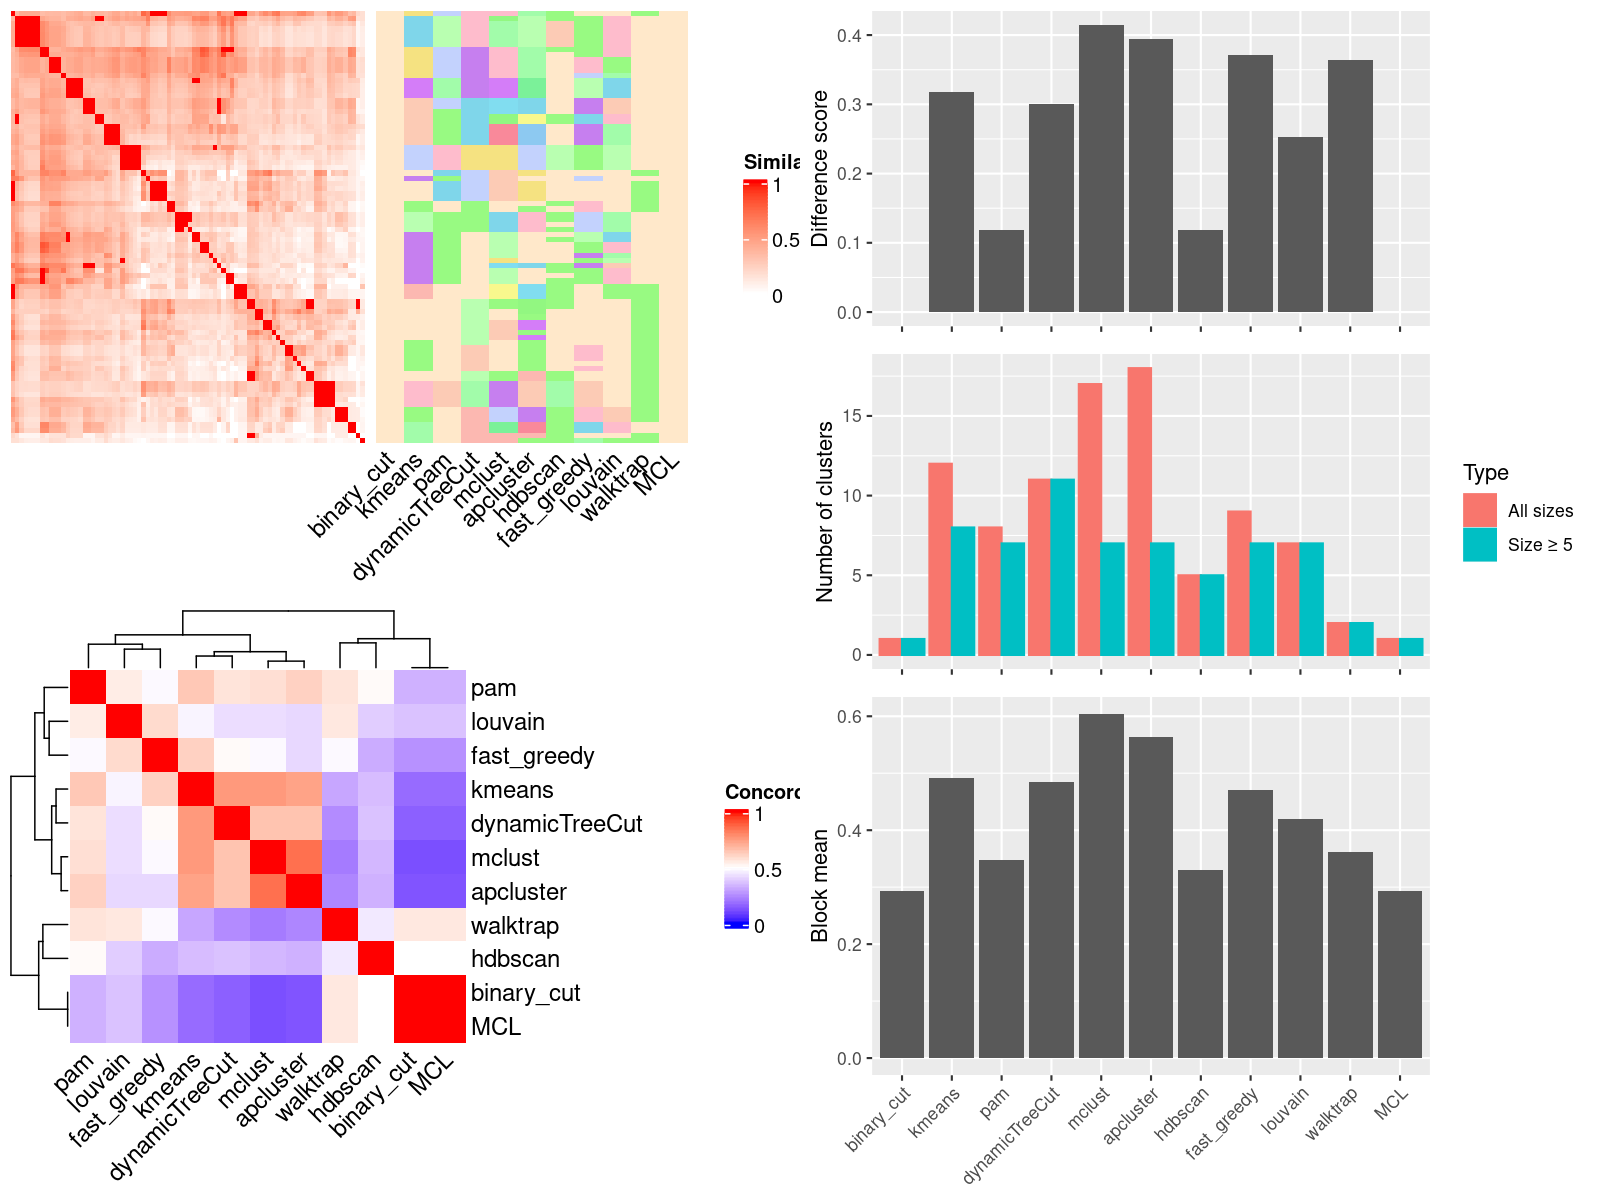 Simila
1
0.5
0
binary_cut
kmeans
pam
dynamicTreeCut
mclust
apcluster
hdbscan
fast_greedy
louvain
walktrap
MCL
pam
louvain
fast_greedy
kmeans
dynamicTreeCut
mclust
apcluster
walktrap
hdbscan
binary_cut
MCL
Concord
1
0.5
0
pam
louvain
fast_greedy
kmeans
dynamicTreeCut
mclust
apcluster
walktrap
hdbscan
binary_cut
MCL
Difference score
0.4
0.3
0.2
0.1
0.0
Number of clusters
15
10
5
0
Type
All sizes
Size ≥ 5
Block mean
0.6
0.4
0.2
0.0
binary_cut
kmeans
pam
dynamicTreeCut
mclust
apcluster
hdbscan
fast_greedy
louvain
walktrap
MCL